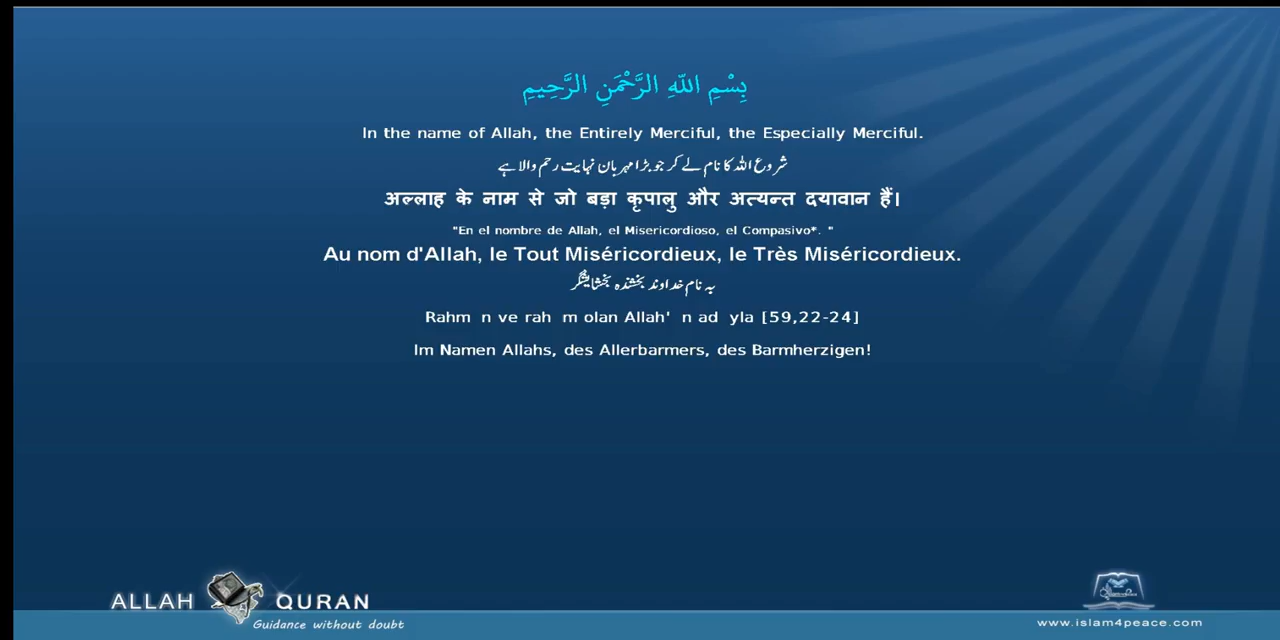 بِسْمِ اللّهِ الرَّحْمَنِ الرَّحِيمِ
In the name of Allah, the Entirely Merciful, the Especially Merciful.
شروع الله کا نام لے کر جو بڑا مہربان نہایت رحم والا ہے
अल्लाह के नाम से जो बड़ा कृपालु और अत्यन्त दयावान हैं।
"En el nombre de Allah, el Misericordioso, el Compasivo*. "
Au nom d'Allah, le Tout Miséricordieux, le Très Miséricordieux.
به نام خداوند بخشنده بخشایشگر
Rahm n ve rah m olan Allah' n ad yla [59,22-24]
Im Namen Allahs, des Allerbarmers, des Barmherzigen!
ALLAH QURAN
Guidance without doubt
www.islam4peace.com